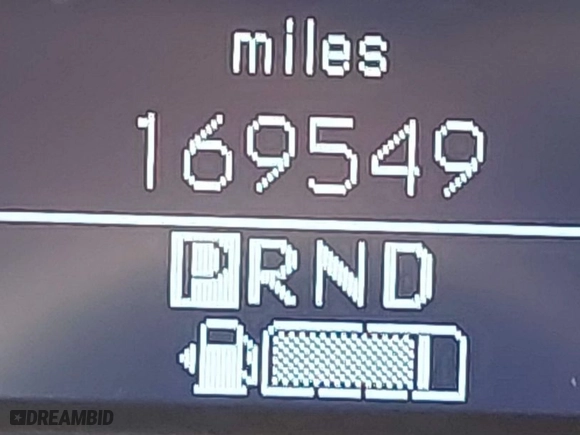 miles
169549
PRND
DREAMBID